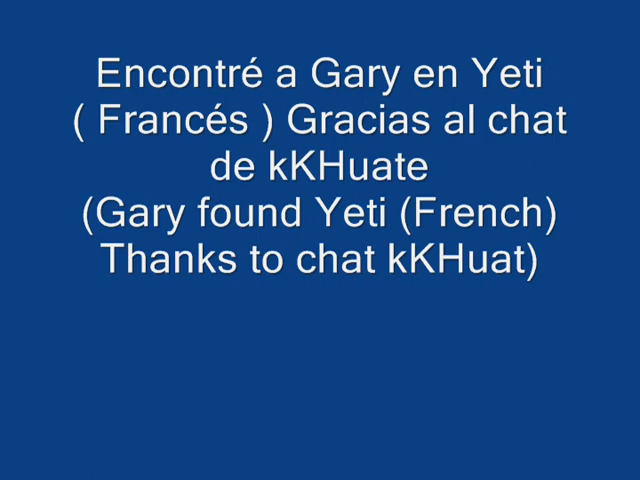 Encontré a Gary en Yeti
( Francés ) Gracias al chat
de kKHuate
(Gary found Yeti (French)
Thanks to chat kKHuat)